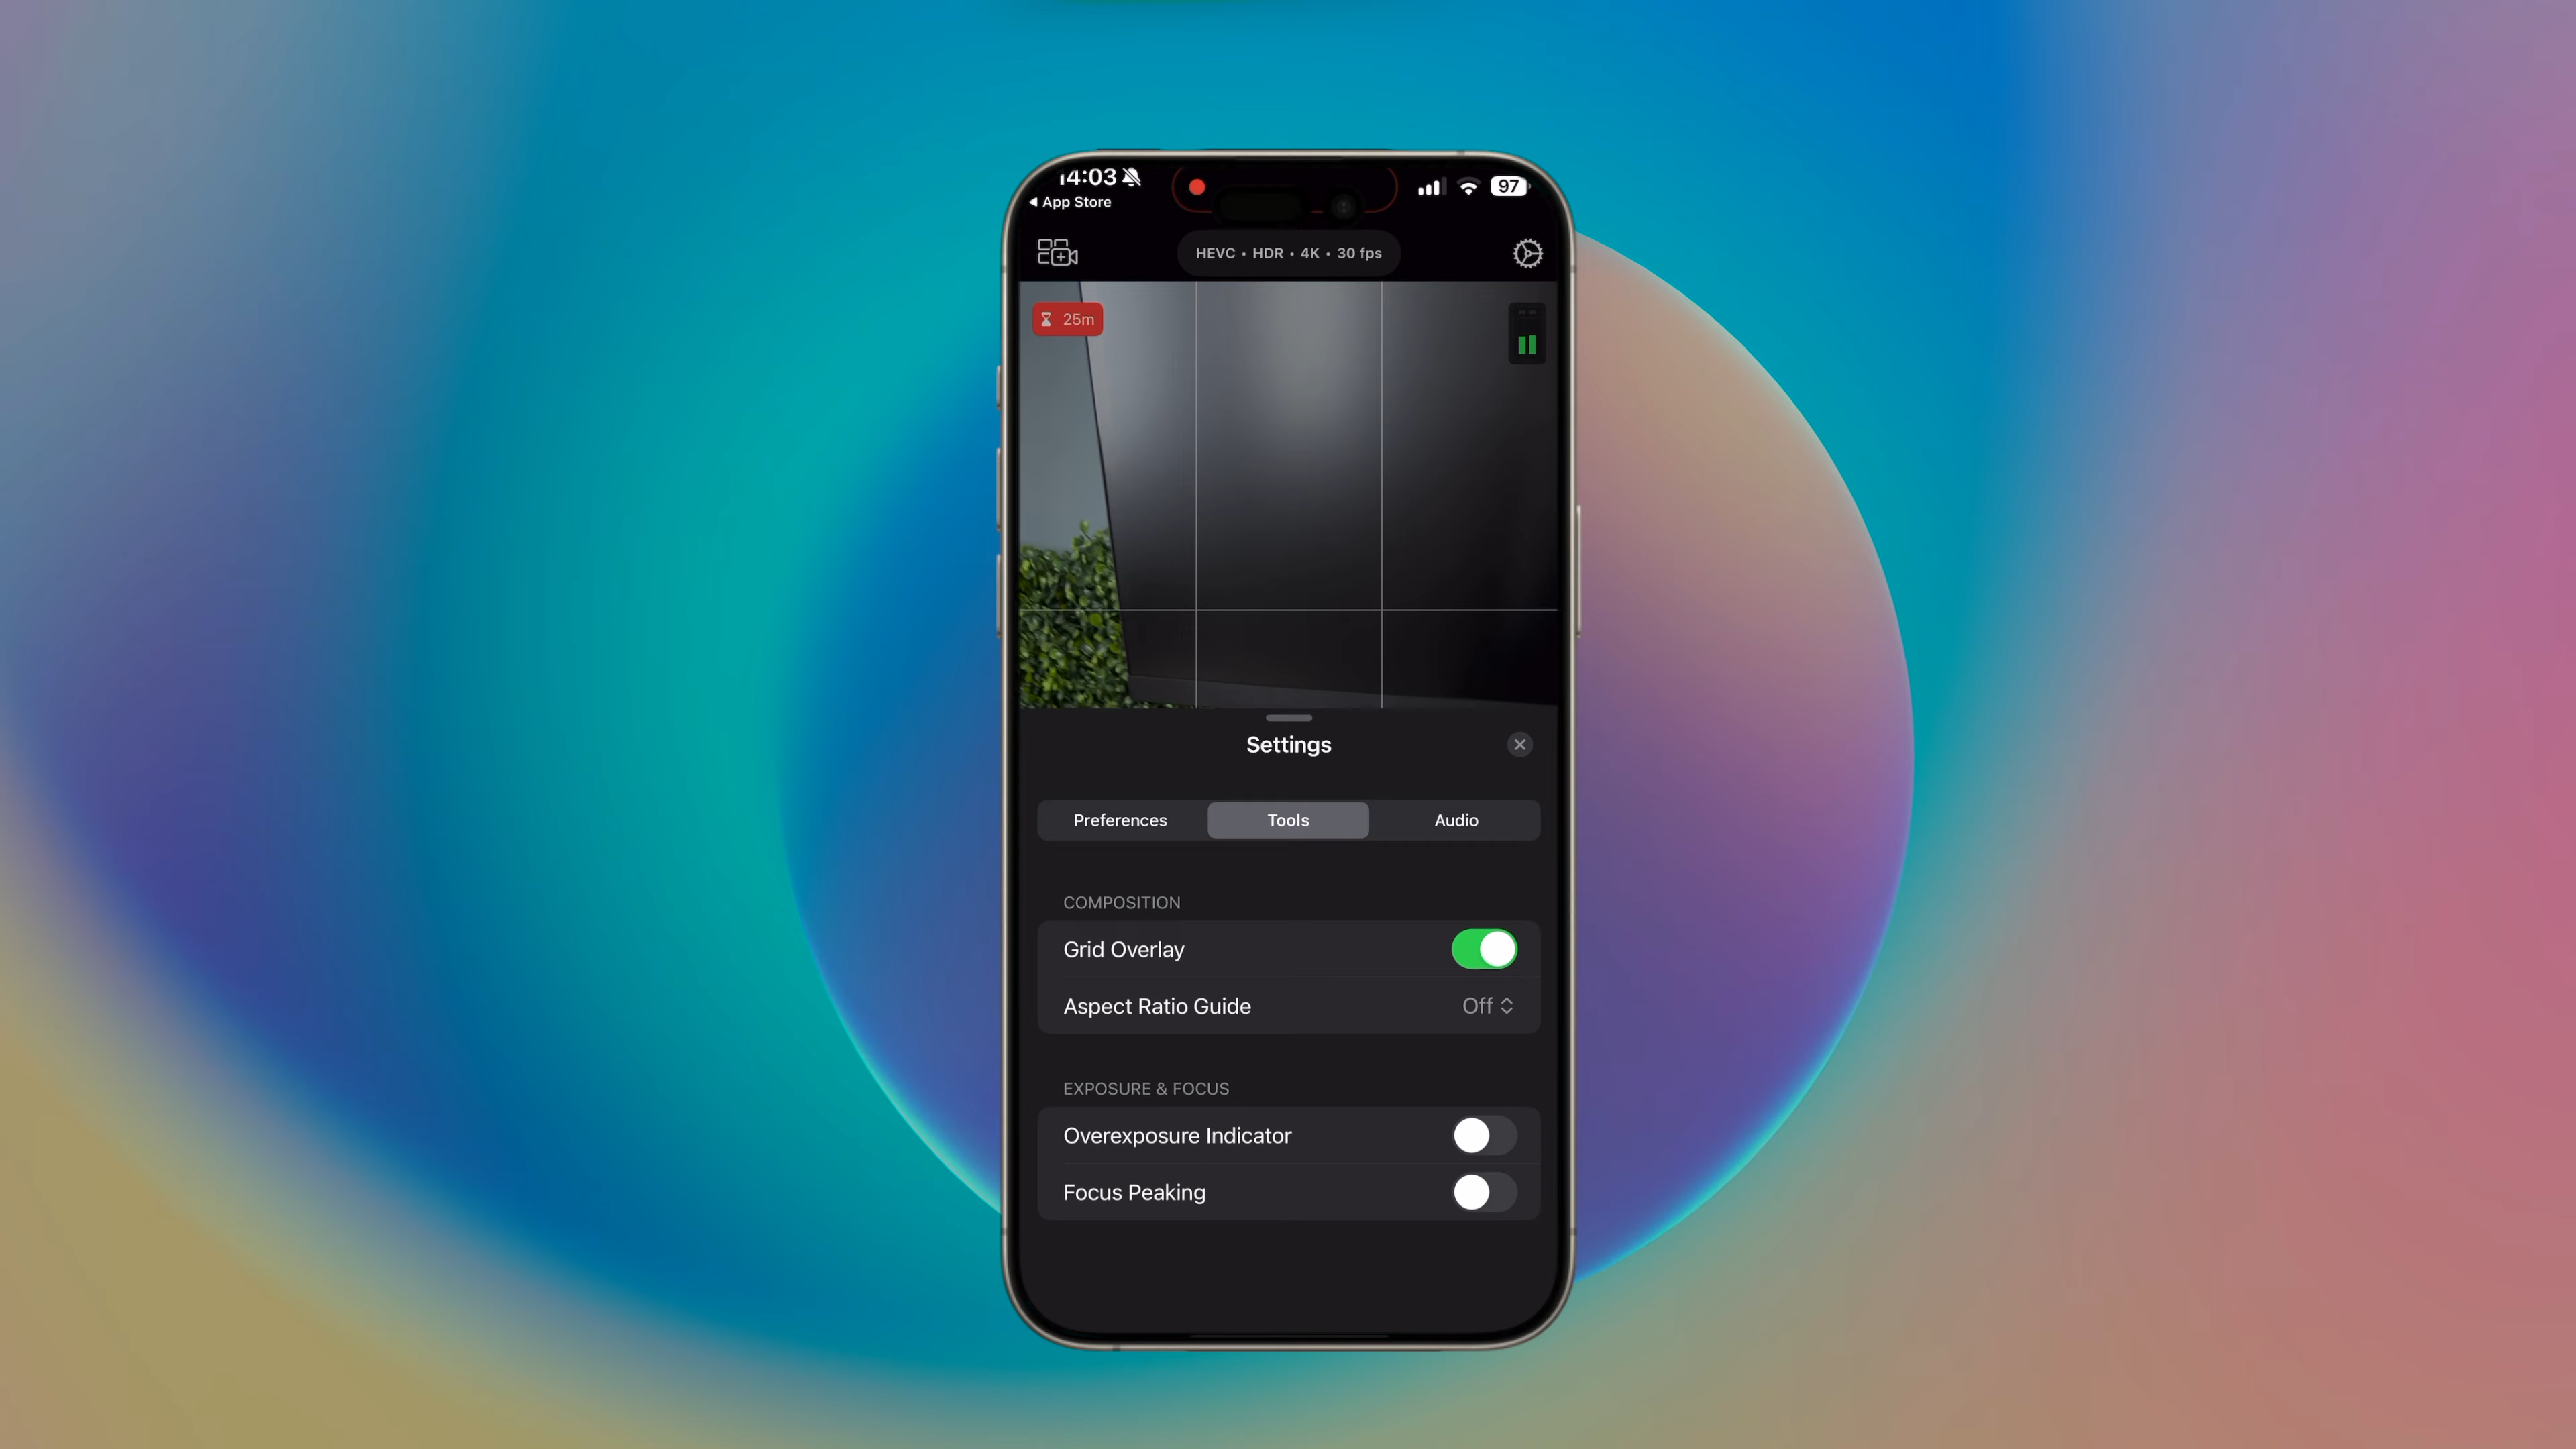 14:03
97
App Store
HEVC • HDR • 4K • 30 fps
25m
Settings
Preferences
Tools
Audio
COMPOSITION
Grid Overlay
Aspect Ratio Guide
Off
EXPOSURE & FOCUS
Overexposure Indicator
Focus Peaking